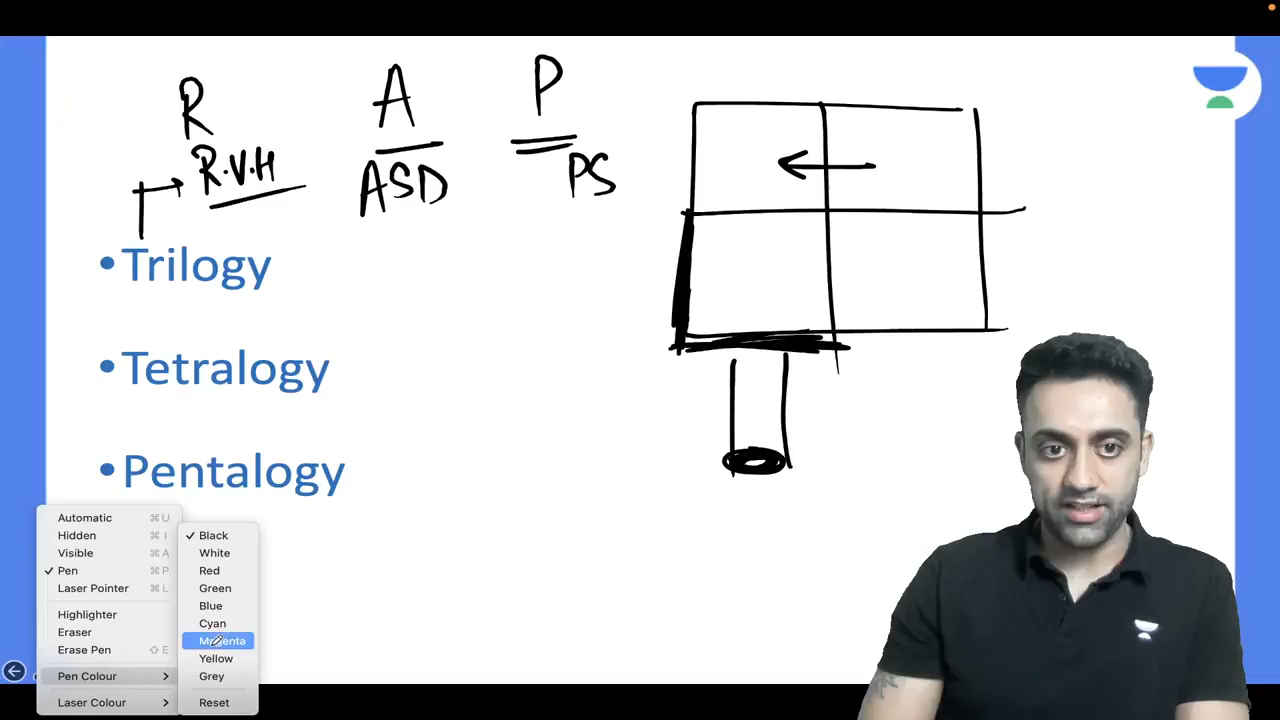 R A P
R.V.H ASD PS
•Trilogy
•Tetralogy
•Pentalogy
Automatic ⌘U
Hidden ⌘I
Visible ⌘A
✓ Pen ⌘P
Laser Pointer ⌘L
Highlighter
Eraser
Erase Pen ⇧E
Pen Colour >
Laser Colour >
✓ Black
White
Red
Green
Blue
Cyan
Magenta
Yellow
Grey
Reset